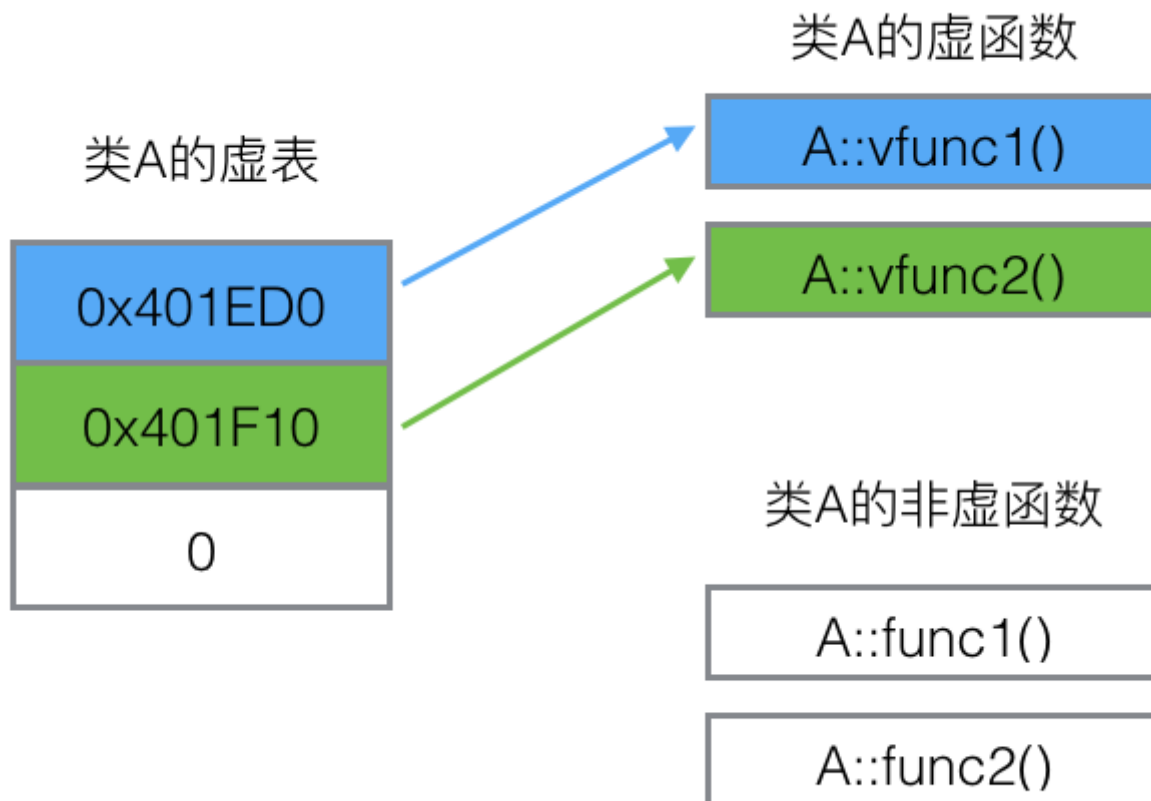 类A的虚函数
A::vfunc1()
类A的虚表
A::vfunc2()
0x401ED0
0x401F10
0
类A的非虚函数
A::func1()
A::func2()